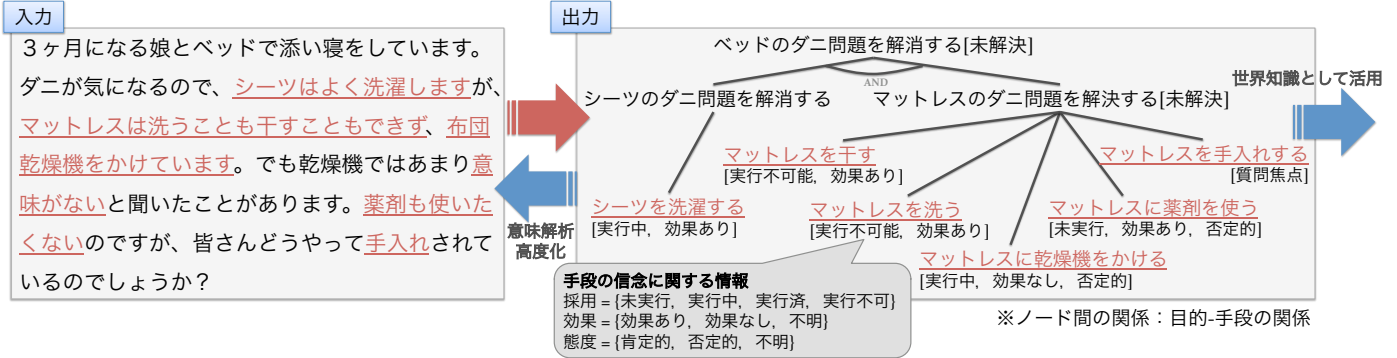 入力
３ヶ月になる娘とベッドで添い寝をしています。
ダニが気になるので、シーツはよく洗濯しますが、
マットレスは洗うことも干すこともできず、布団
乾燥機をかけています。でも乾燥機ではあまり意
味がないと聞いたことがあります。薬剤も使いた
くないのですが、皆さんどうやって手入れされて
いるのでしょうか？
意味解析
高度化
出力
ベッドのダニ問題を解消する[未解決]
AND
シーツのダニ問題を解消する
マットレスのダニ問題を解決する[未解決]
マットレスを干す
[実行不可能，効果あり]
マットレスを手入れする
[質問焦点]
シーツを洗濯する
[実行中，効果あり]
マットレスを洗う
[実行不可能，効果あり]
マットレスに薬剤を使う
[未実行，効果あり，否定的]
マットレスに乾燥機をかける
[実行中，効果なし，否定的]
手段の信念に関する情報
採用 = {未実行，実行中，実行済，実行不可}
効果 = {効果あり，効果なし，不明}
態度 = {肯定的，否定的，不明}
※ノード間の関係：目的-手段の関係
世界知識として活用